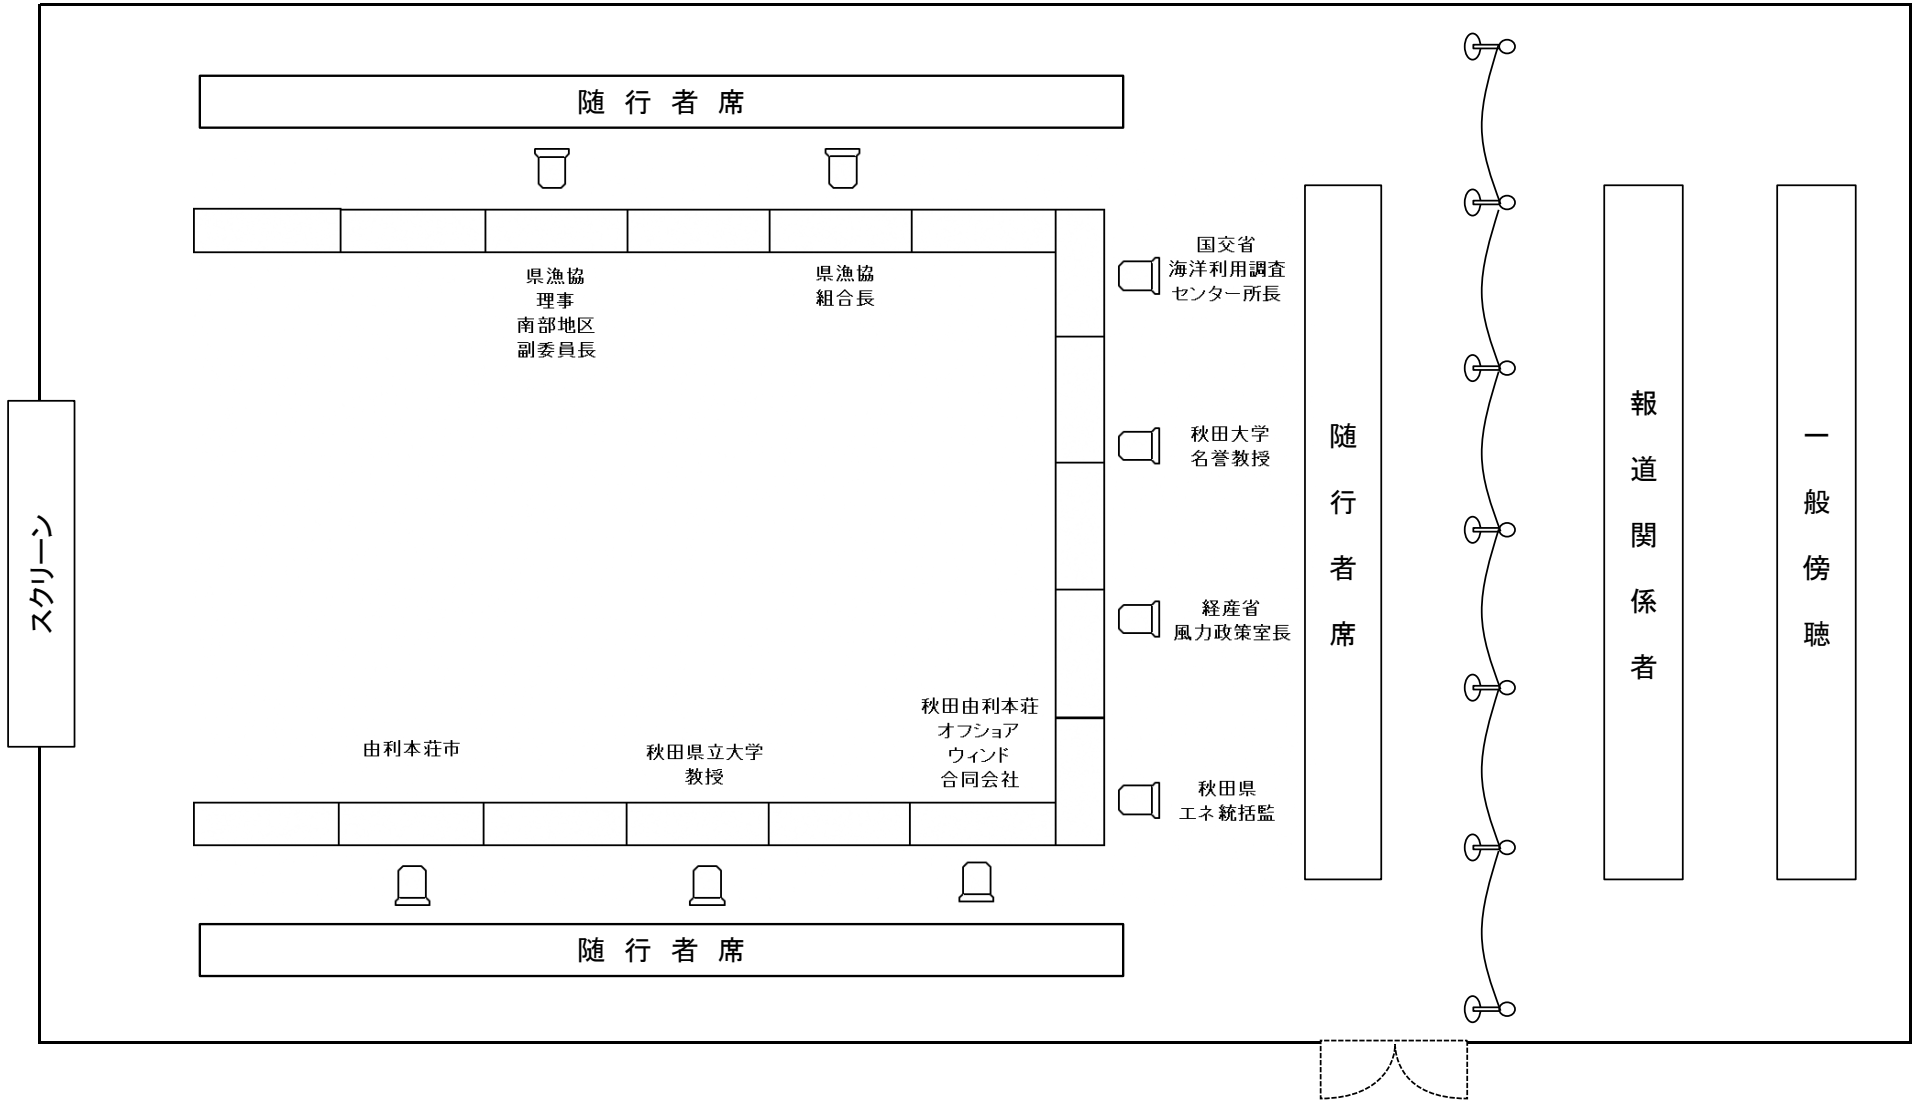 随行者席
県漁協
理事
南部地区
副委員長
県漁協
組合長
国交省
海洋利用調査
センター所長
秋田大学
名誉教授
経産省
風力政策室長
秋田県
エネ統括監
スクリーン
由利本荘市
秋田県立大学
教授
秋田由利本荘
オフショア
ウィンド
合同会社
随行者席
随行者席
報道関係者
一般傍聴